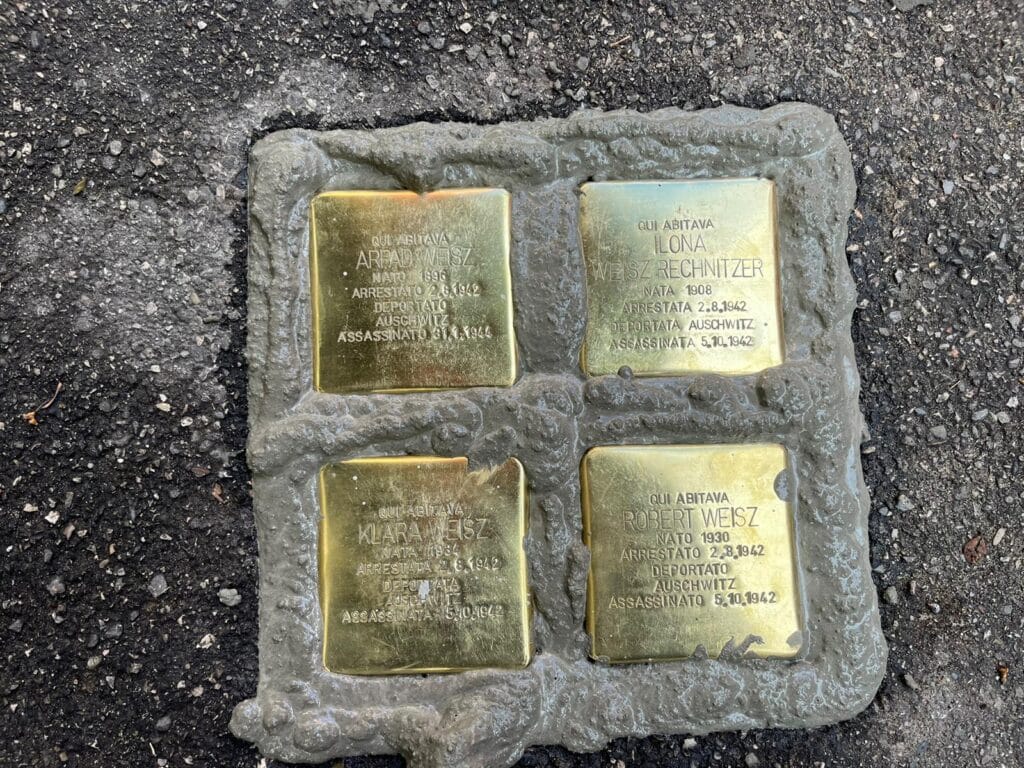 QUI ABITAVA
ARPAD WEISZ
NATO 1896
ARRESTATO 2.8.1942
DEPORTATO
AUSCHWITZ
ASSASSINATO 31.1.1944
QUI ABITAVA
ILONA
WEISZ RECHNITZER
NATA 1908
ARRESTATA 2.8.1942
DEPORTATA AUSCHWITZ
ASSASSINATA 5.10.1942
QUI ABITAVA
KLARA WEISZ
NATA 1934
ARRESTATA 2.8.1942
DEPORTATA
AUSCHWITZ
ASSASSINATA 5.10.1942
QUI ABITAVA
ROBERT WEISZ
NATO 1930
ARRESTATO 2.8.1942
DEPORTATO
AUSCHWITZ
ASSASSINATO 5.10.1942